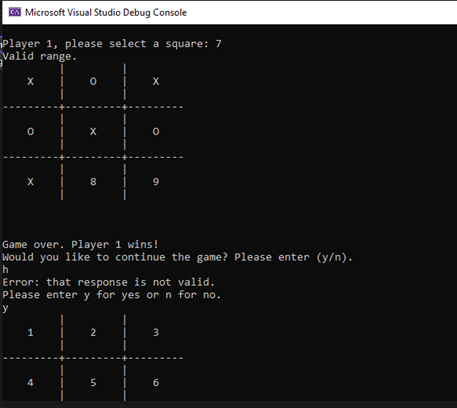 Microsoft Visual Studio Debug Console
Player 1, please select a square: 7
Valid range.
X | O | X
---------+---------+---------
O | X | O
---------+---------+---------
X | 8 | 9
Game over. Player 1 wins!
Would you like to continue the game? Please enter (y/n).
h
Error: that response is not valid.
Please enter y for yes or n for no.
y
1 | 2 | 3
---------+---------+---------
4 | 5 | 6